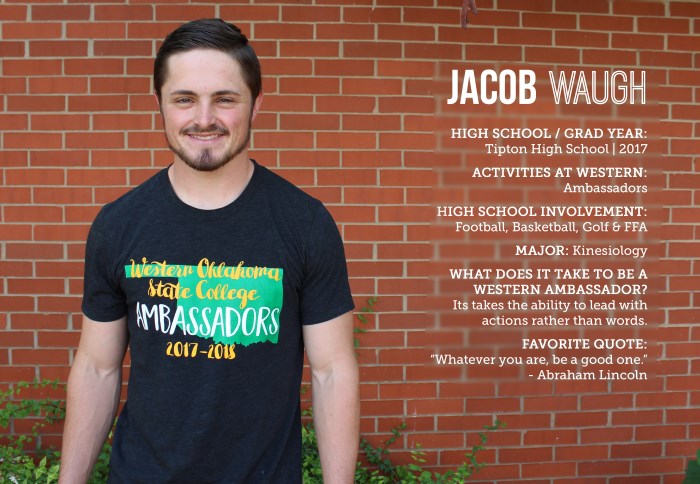 JACOB WAUGH
HIGH SCHOOL / GRAD YEAR:
Tipton High School | 2017
ACTIVITIES AT WESTERN:
Ambassadors
HIGH SCHOOL INVOLVEMENT:
Football, Basketball, Golf & FFA
MAJOR: Kinesiology
WHAT DOES IT TAKE TO BE A
WESTERN AMBASSADOR?
Its takes the ability to lead with
actions rather than words.
FAVORITE QUOTE:
“Whatever you are, be a good one.”
- Abraham Lincoln
Western Oklahoma
State College
AMBASSADORS
2017-2018